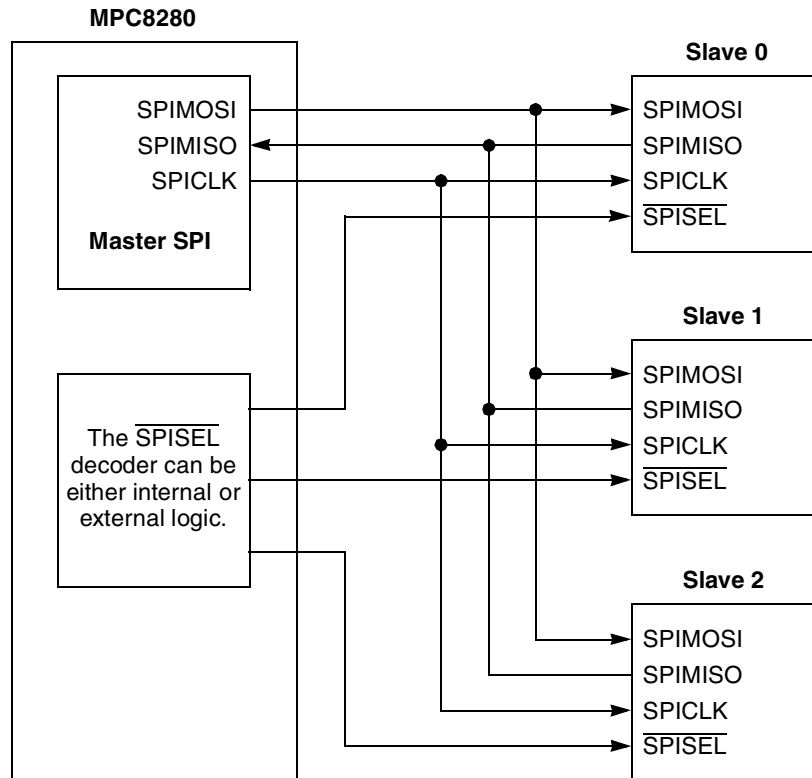 MPC8280
SPIMOSI
SPIMISO
SPICLK
Master SPI
The SPISEL
decoder can be
either internal or
external logic.
Slave 0
SPIMOSI
SPIMISO
SPICLK
SPISEL
Slave 1
SPIMOSI
SPIMISO
SPICLK
SPISEL
Slave 2
SPIMOSI
SPIMISO
SPICLK
SPISEL